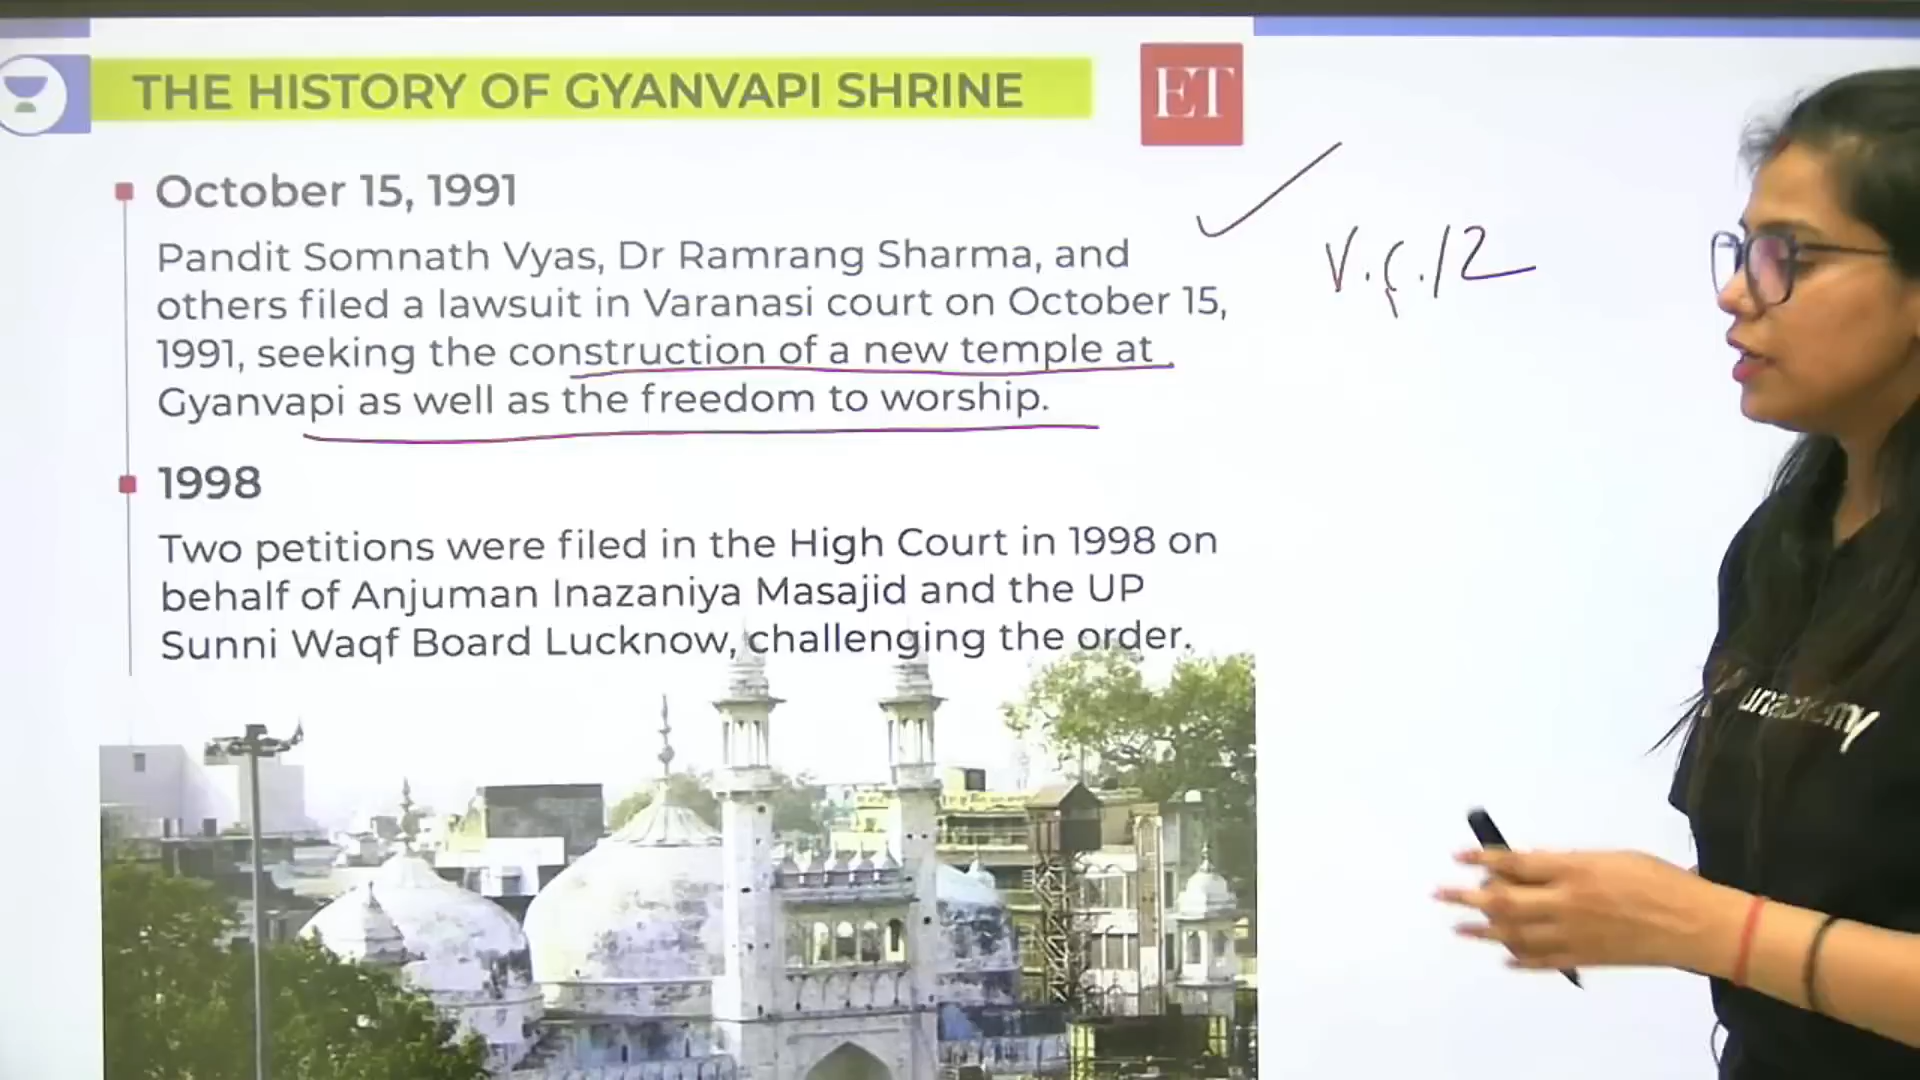 THE HISTORY OF GYANVAPI SHRINE
ET
October 15, 1991
Pandit Somnath Vyas, Dr Ramrang Sharma, and
others filed a lawsuit in Varanasi court on October 15,
1991, seeking the construction of a new temple at
Gyanvapi as well as the freedom to worship.
1998
Two petitions were filed in the High Court in 1998 on
behalf of Anjuman Inazaniya Masajid and the UP
Sunni Waqf Board Lucknow, challenging the order.
unacademy